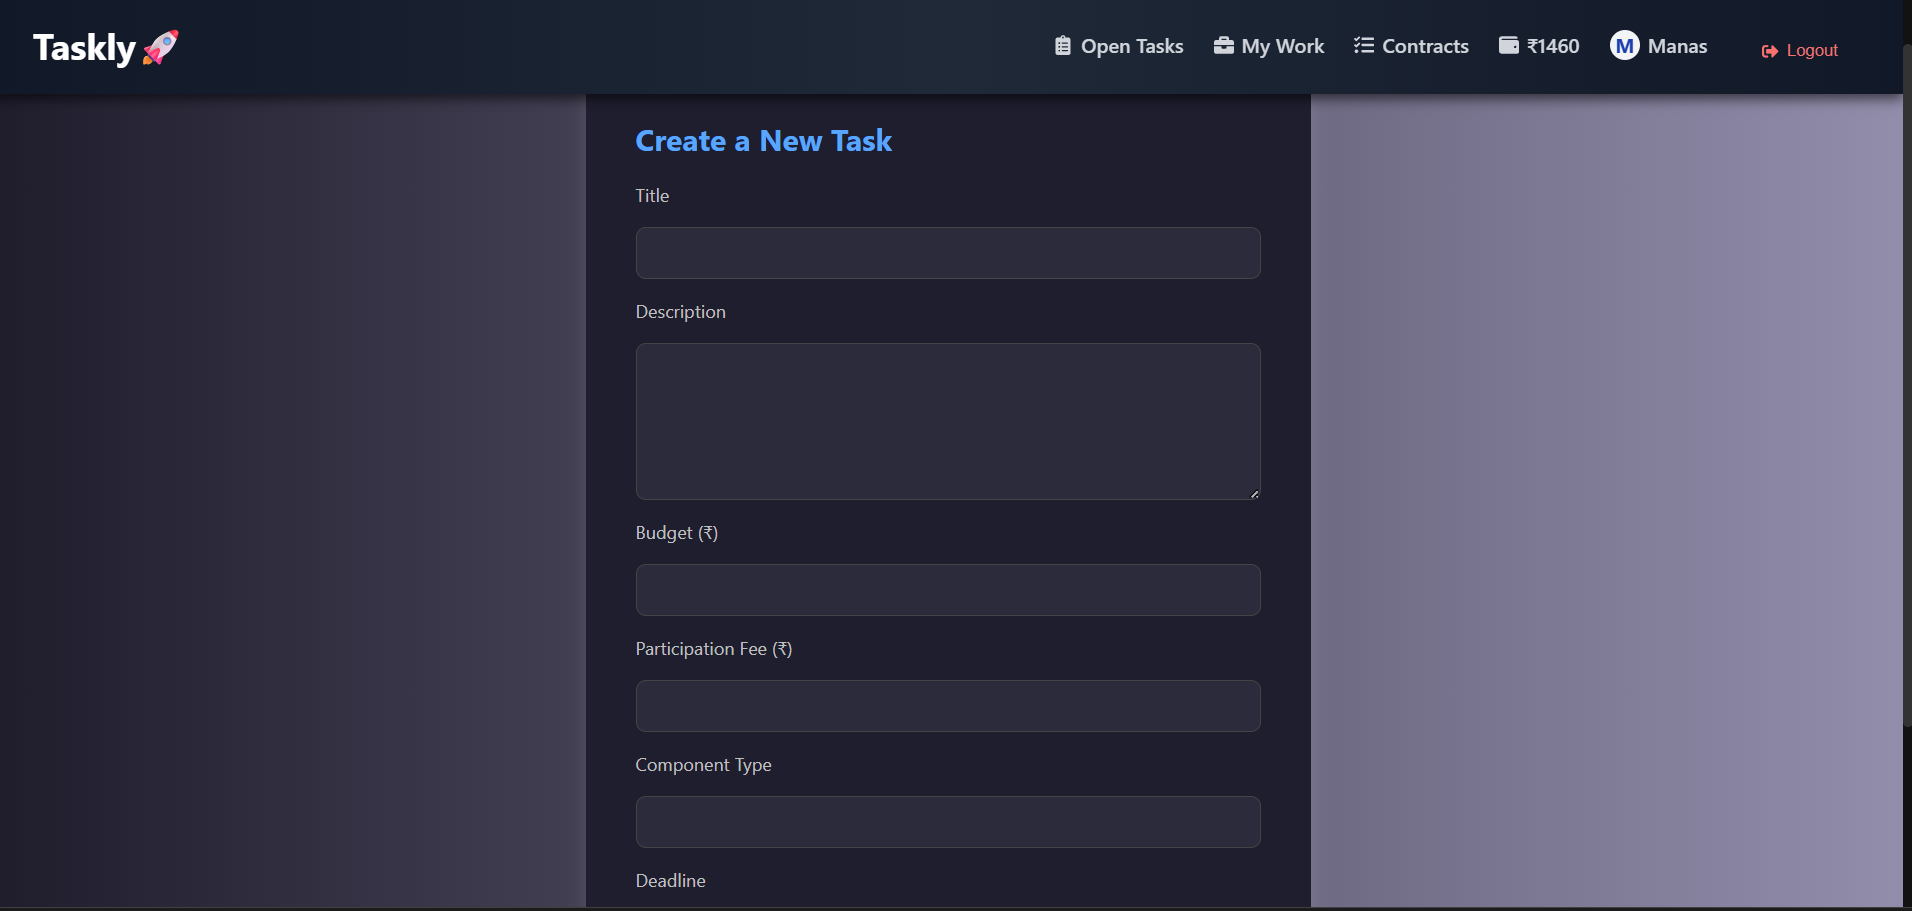 Taskly🚀 Open Tasks My Work Contracts ₹1460 M Manas Logout
Create a New Task
Title
Description
Budget (₹)
Participation Fee (₹)
Component Type
Deadline